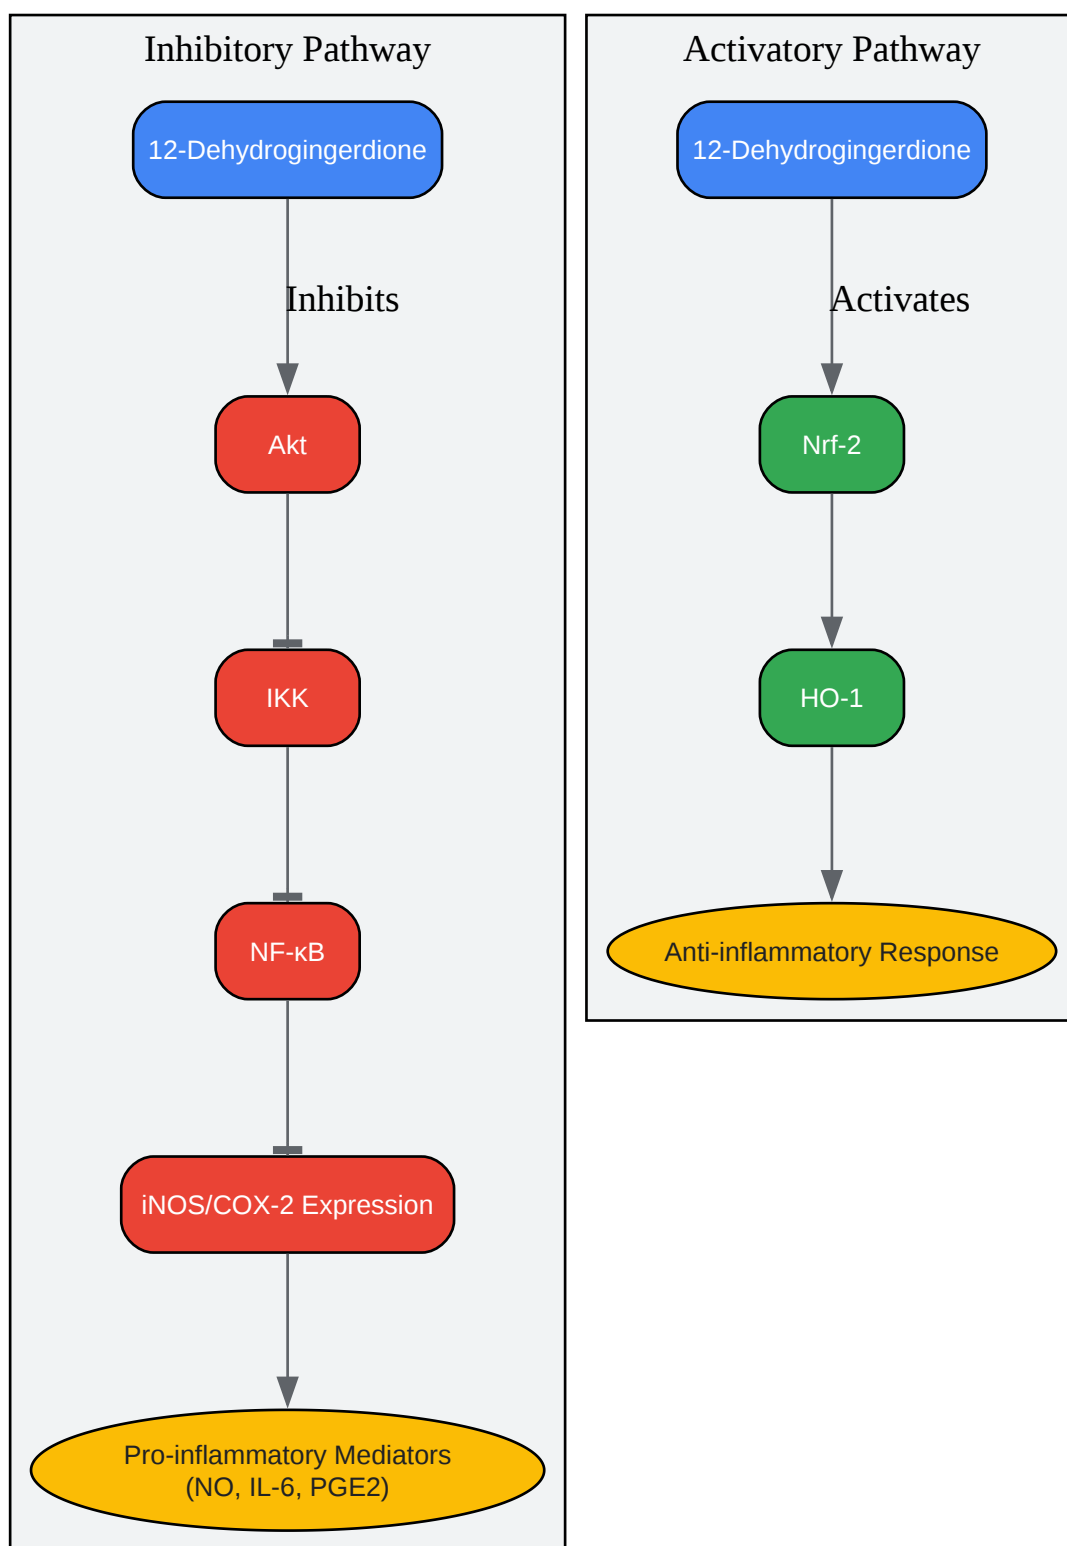 Inhibitory Pathway
12-Dehydrogingerdione
Inhibits
Akt
IKK
NF-κB
iNOS/COX-2 Expression
Pro-inflammatory Mediators
(NO, IL-6, PGE2)
Activatory Pathway
12-Dehydrogingerdione
Activates
Nrf-2
HO-1
Anti-inflammatory Response